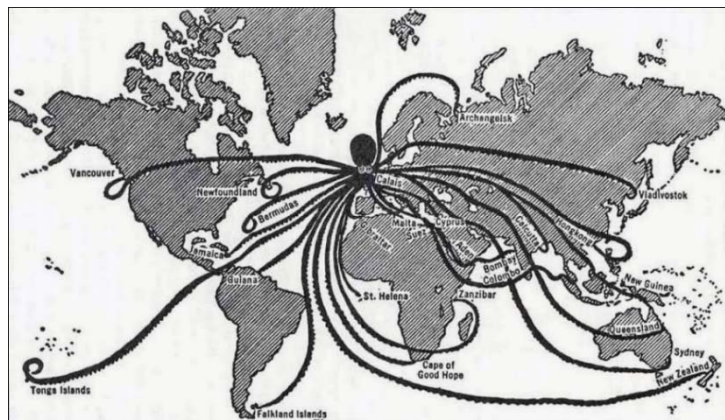 Archangelsk
Vancouver
Newfoundland
Calais
Vladivostok
Bermudas
Gibraltar
Malta
Suez
Cyprus
Aden
Calcutta
Hongkong
Jamaica
Guiana
St. Helena
Bombay
Colombo
Zanzibar
New Guinea
Queensland
Sydney
New Zealand
Cape of
Good Hope
Tonga Islands
Falkland Islands